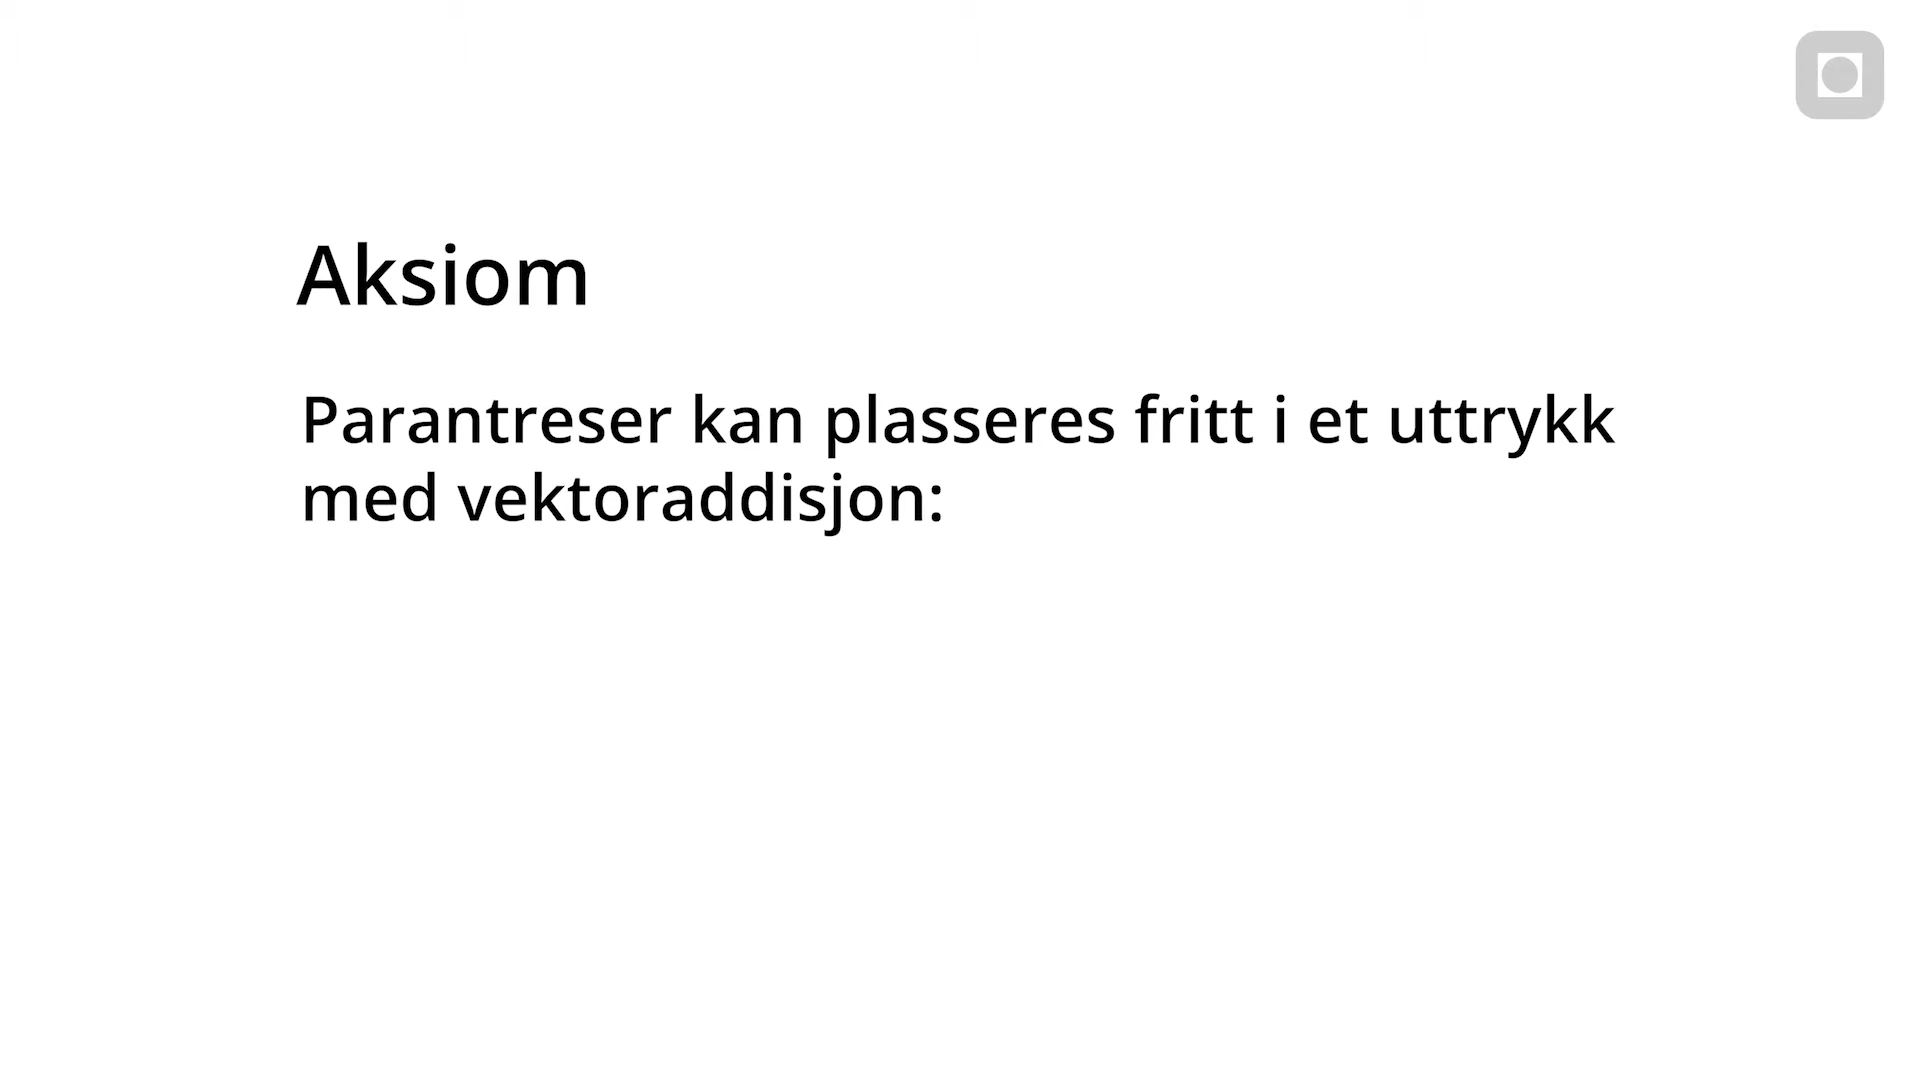 Aksiom
Parantreser kan plasseres fritt i et uttrykk
med vektoraddisjon: